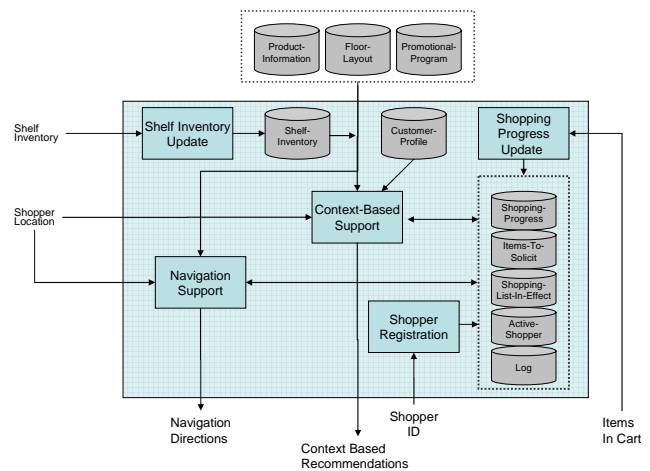 Product-
Information
Floor-
Layout
Promotional-
Program
Shelf
Inventory
Shelf Inventory
Update
Shelf-
Inventory
Customer-
Profile
Shopping
Progress
Update
Shopper
Location
Context-Based
Support
Shopping-
Progress
Items-To-
Solicit
Shopping-
List-In-Effect
Active-
Shopper
Log
Navigation
Support
Shopper
Registration
Navigation
Directions
Context Based
Recommendations
Shopper
ID
Items
In Cart